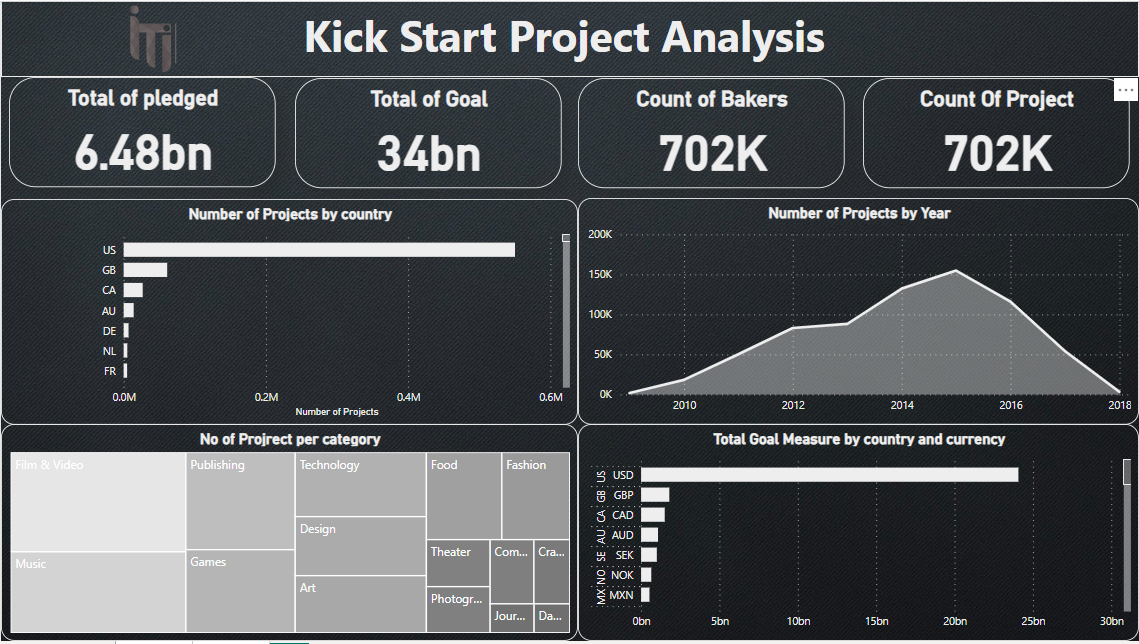 Kick Start Project Analysis
Total of pledged
6.48bn
Total of Goal
34bn
Count of Bakers
702K
Count Of Project
702K
Number of Projects by country
US
GB
CA
AU
DE
NL
FR
0.0M 0.2M 0.4M 0.6M
Number of Projects
Number of Projects by Year
200K
150K
100K
50K
0K
2010 2012 2014 2016 2018
No of Projrect per category
Film & Video
Music
Publishing
Games
Technology
Design
Art
Food
Fashion
Theater
Photogr...
Com...
Cra...
Jour...
Da...
Total Goal Measure by country and currency
US USD
GB GBP
CA CAD
AU AUD
SE SEK
NO NOK
MX MXN
0bn 5bn 10bn 15bn 20bn 25bn 30bn